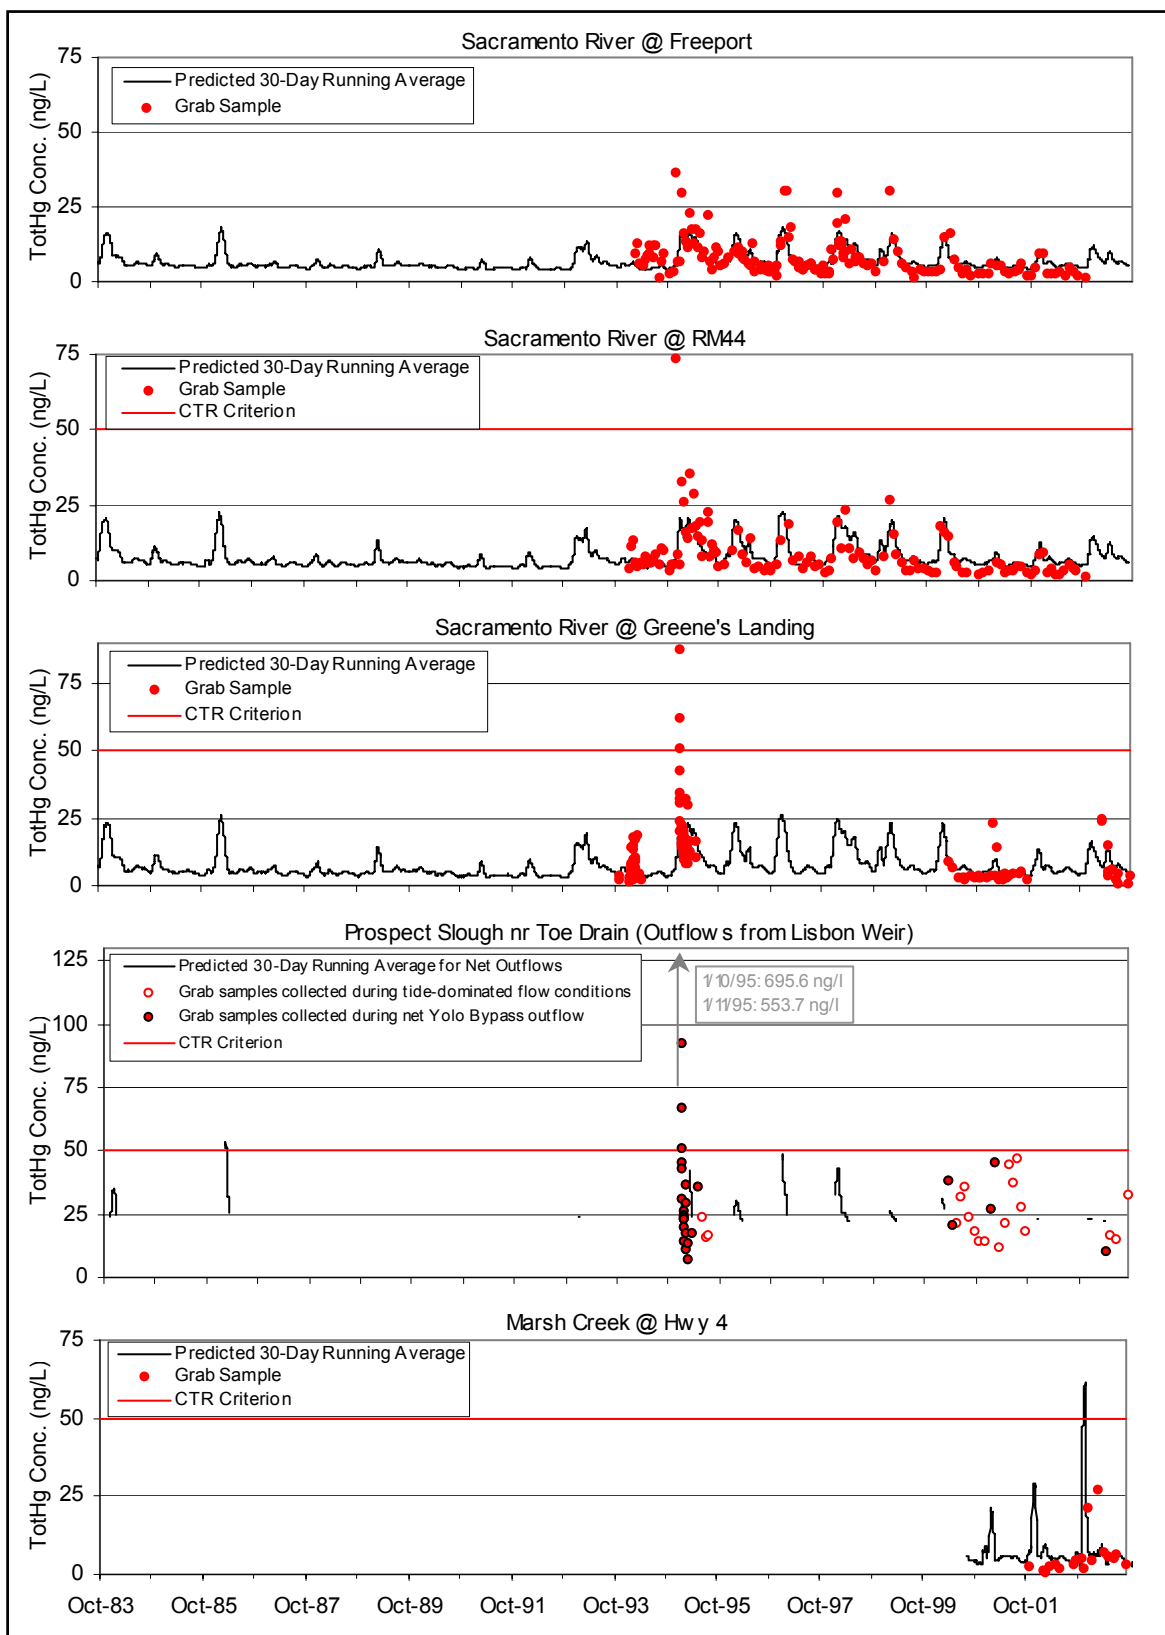 Sacramento River @ Freeport
75
50
25
0
TotHg Conc. (ng/L)
Predicted 30-Day Running Average
Grab Sample
Sacramento River @ RM44
75
50
25
0
TotHg Conc. (ng/L)
Predicted 30-Day Running Average
Grab Sample
CTR Criterion
Sacramento River @ Greene's Landing
75
50
25
0
TotHg Conc. (ng/L)
Predicted 30-Day Running Average
Grab Sample
CTR Criterion
Prospect Slough nr Toe Drain (Outflows from Lisbon Weir)
125
100
75
50
25
0
TotHg Conc. (ng/L)
Predicted 30-Day Running Average for Net Outflows
Grab samples collected during tide-dominated flow conditions
Grab samples collected during net Yolo Bypass outflow
CTR Criterion
1/10/95: 695.6 ng/l
1/11/95: 553.7 ng/l
Marsh Creek @ Hwy 4
75
50
25
0
TotHg Conc. (ng/L)
Predicted 30-Day Running Average
Grab Sample
CTR Criterion
Oct-83 Oct-85 Oct-87 Oct-89 Oct-91 Oct-93 Oct-95 Oct-97 Oct-99 Oct-01